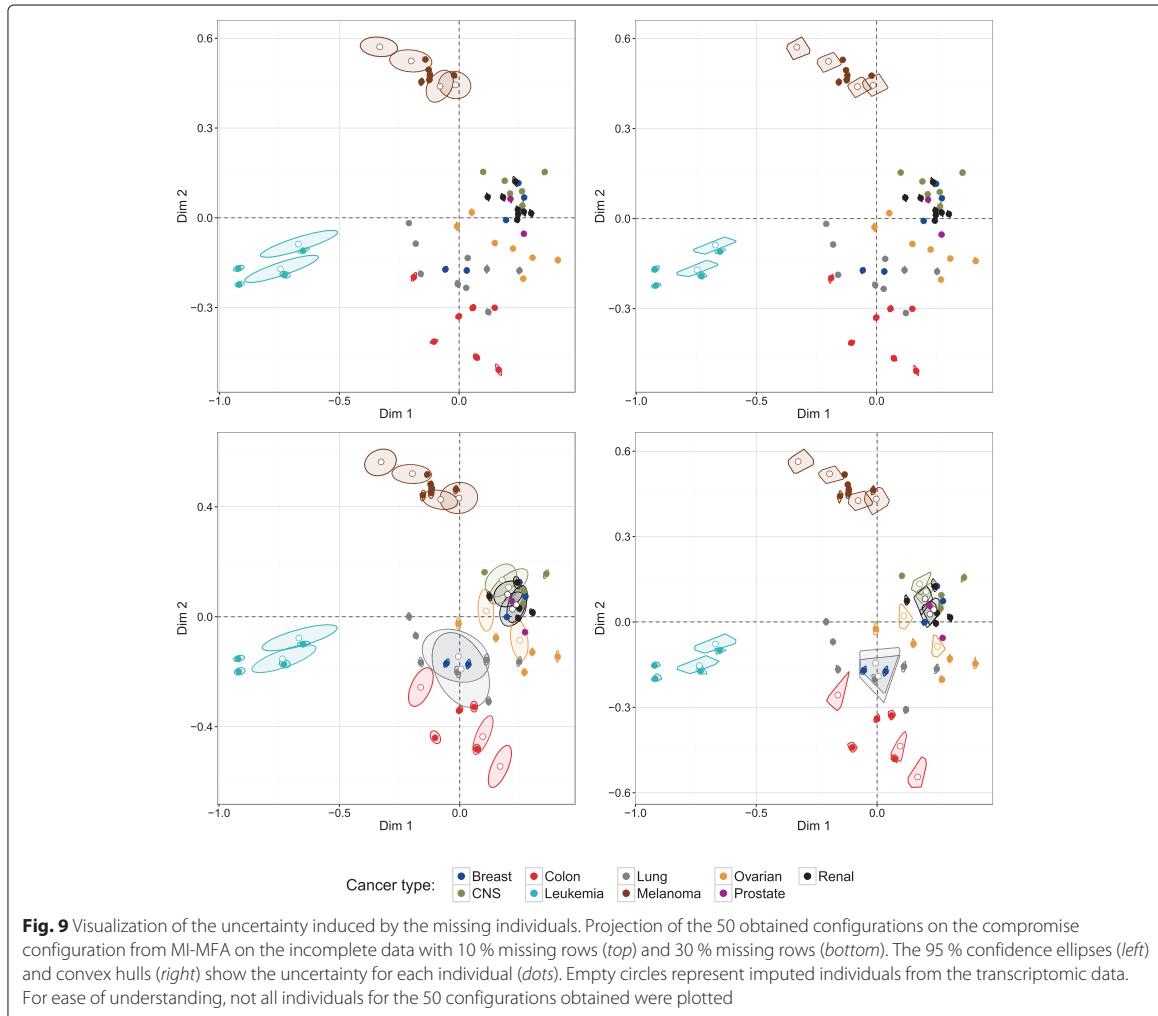 0.6
0.3
0.0
−0.3
Dim 2
−1.0 −0.5 0.0
Dim 1
0.6
0.3
0.0
−0.3
Dim 2
−1.0 −0.5 0.0
Dim 1
0.4
0.0
−0.4
Dim 2
−1.0 −0.5 0.0
Dim 1
0.6
0.3
0.0
−0.3
−0.6
Dim 2
−1.0 −0.5 0.0
Dim 1
Cancer type:
Breast Colon Lung Ovarian Renal
CNS Leukemia Melanoma Prostate
Fig. 9 Visualization of the uncertainty induced by the missing individuals. Projection of the 50 obtained configurations on the compromise
configuration from MI-MFA on the incomplete data with 10 % missing rows (top) and 30 % missing rows (bottom). The 95 % confidence ellipses (left)
and convex hulls (right) show the uncertainty for each individual (dots). Empty circles represent imputed individuals from the transcriptomic data.
For ease of understanding, not all individuals for the 50 configurations obtained were plotted